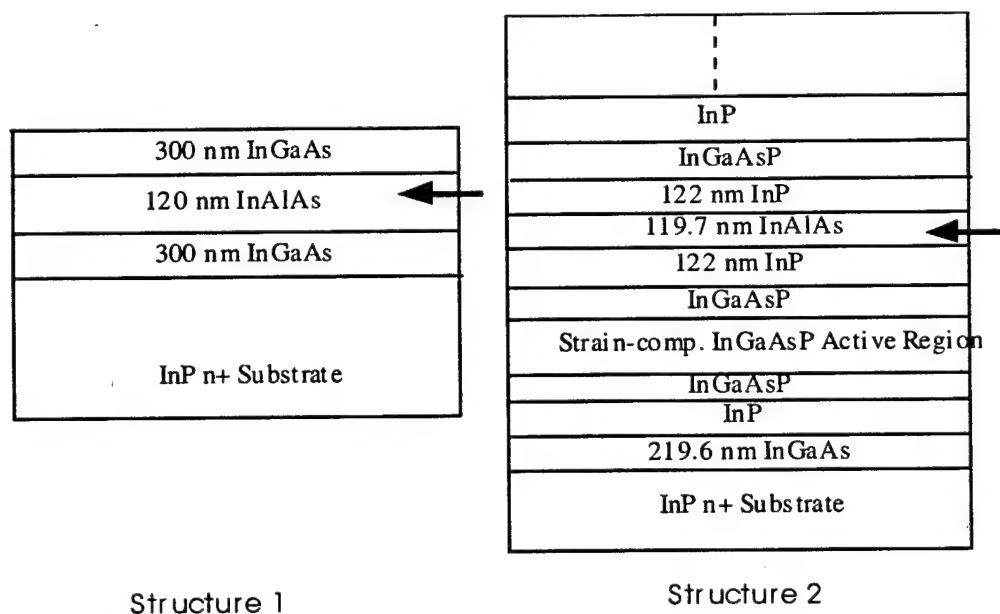 300 nm InGaAs
120 nm InAlAs
300 nm InGaAs
InP n+ Substrate
Structure 1
InP
InGaAsP
122 nm InP
119.7 nm InAlAs
122 nm InP
InGaAsP
Strain-comp. InGaAsP Active Region
InGaAsP
InP
219.6 nm InGaAs
InP n+ Substrate
Structure 2